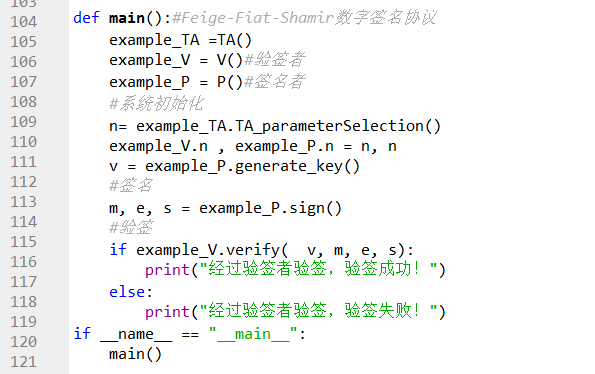 103
104 def main():#Feige-Fiat-Shamir数字签名协议
105     example_TA =TA()
106     example_V = V()#验签者
107     example_P = P()#签名者
108     #系统初始化
109     n= example_TA.TA_parameterSelection()
110     example_V.n , example_P.n = n, n
111     v = example_P.generate_key()
112     #签名
113     m, e, s = example_P.sign()
114     #验签
115     if example_V.verify(  v, m, e, s):
116         print("经过验签者验签，验签成功！")
117     else:
118         print("经过验签者验签，验签失败！")
119 if __name__ == "__main__":
120     main()
121